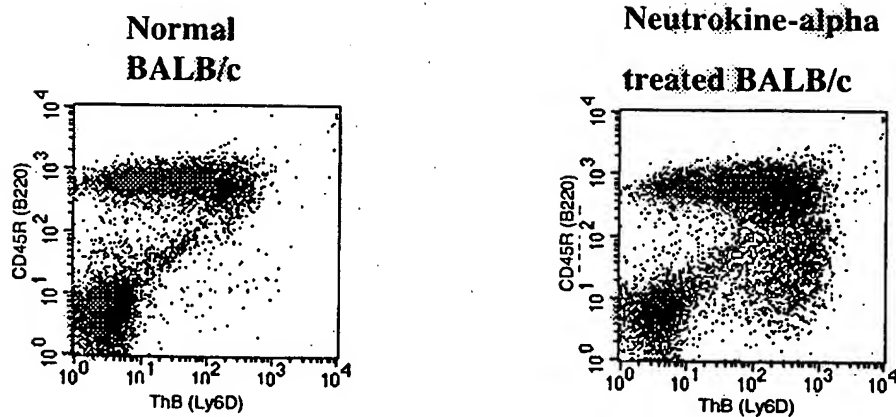 Normal
BALB/c
10^4
10^3
10^2
10^1
10^0
CD45R (B220)
10^0 10^1 10^2 10^3 10^4
ThB (Ly6D)
Neutrokine-alpha
treated BALB/c
10^4
10^3
10^2
10^1
10^0
CD45R (B220)
10^0 10^1 10^2 10^3 10^4
ThB (Ly6D)